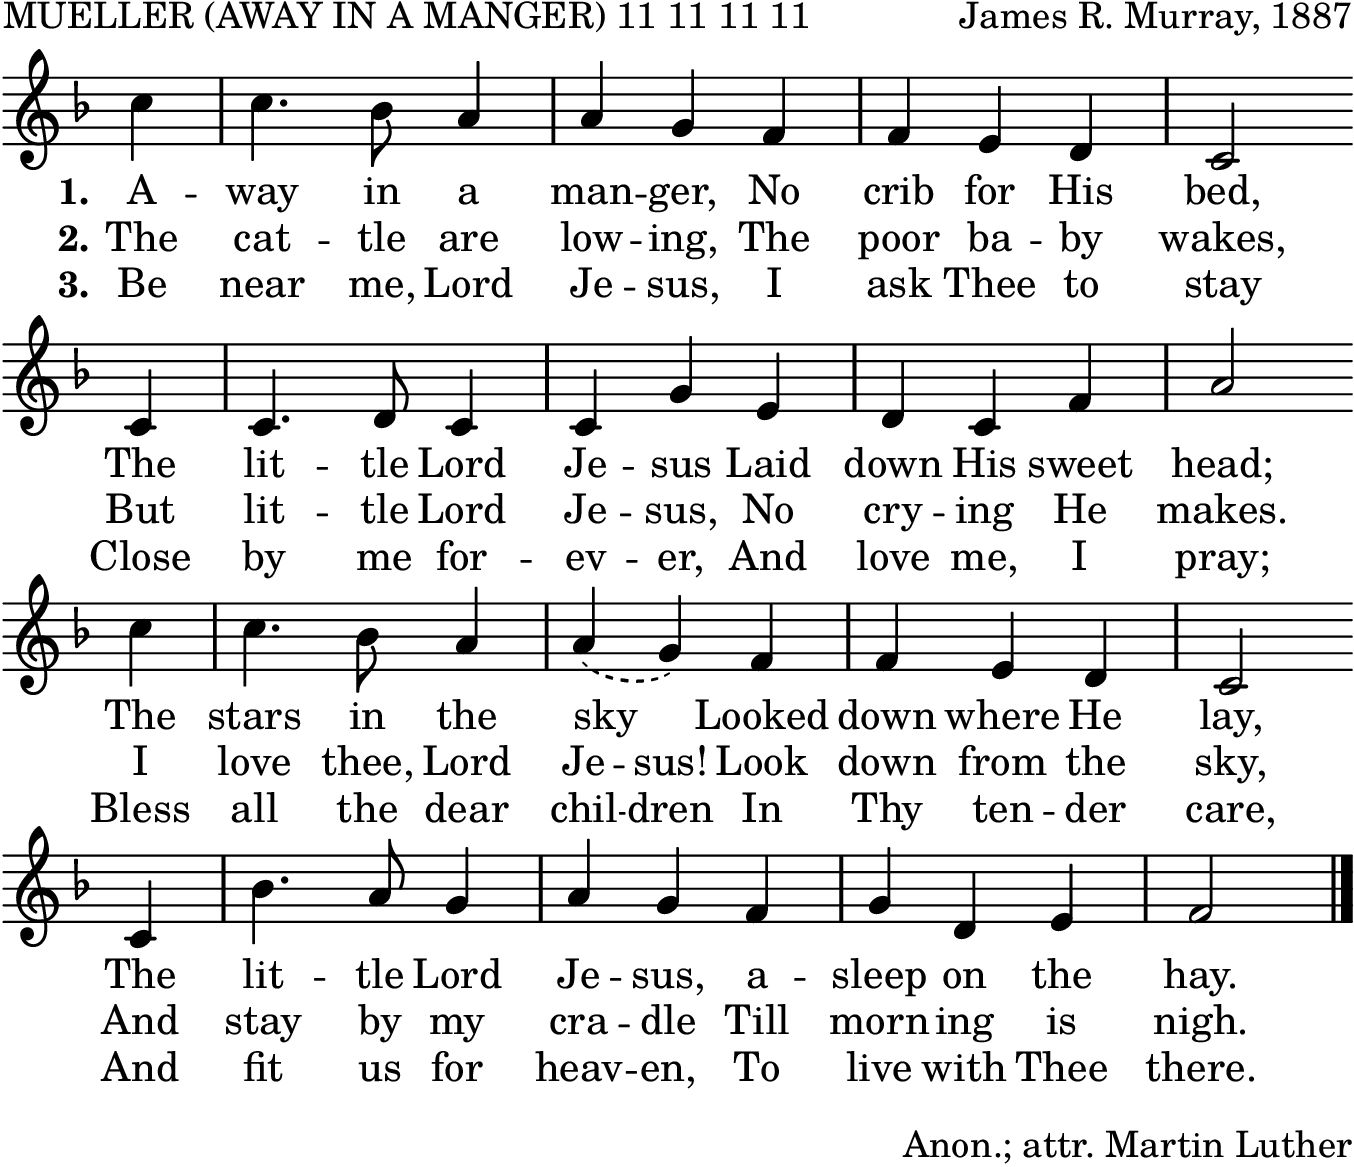 MUELLER (AWAY IN A MANGER) 11 11 11 11 James R. Murray, 1887
1. A -- way in a man -- ger, No crib for His bed,
2. The cat -- tle are low -- ing, The poor ba -- by wakes,
3. Be near me, Lord Je -- sus, I ask Thee to stay
The lit -- tle Lord Je -- sus Laid down His sweet head;
But lit -- tle Lord Je -- sus, No cry -- ing He makes.
Close by me for -- ev -- er, And love me, I pray;
The stars in the sky Looked down where He lay,
I love thee, Lord Je -- sus! Look down from the sky,
Bless all the dear chil -- dren In Thy ten -- der care,
The lit -- tle Lord Je -- sus, a -- sleep on the hay.
And stay by my cra -- dle Till morn -- ing is nigh.
And fit us for heav -- en, To live with Thee there.
Anon.; attr. Martin Luther